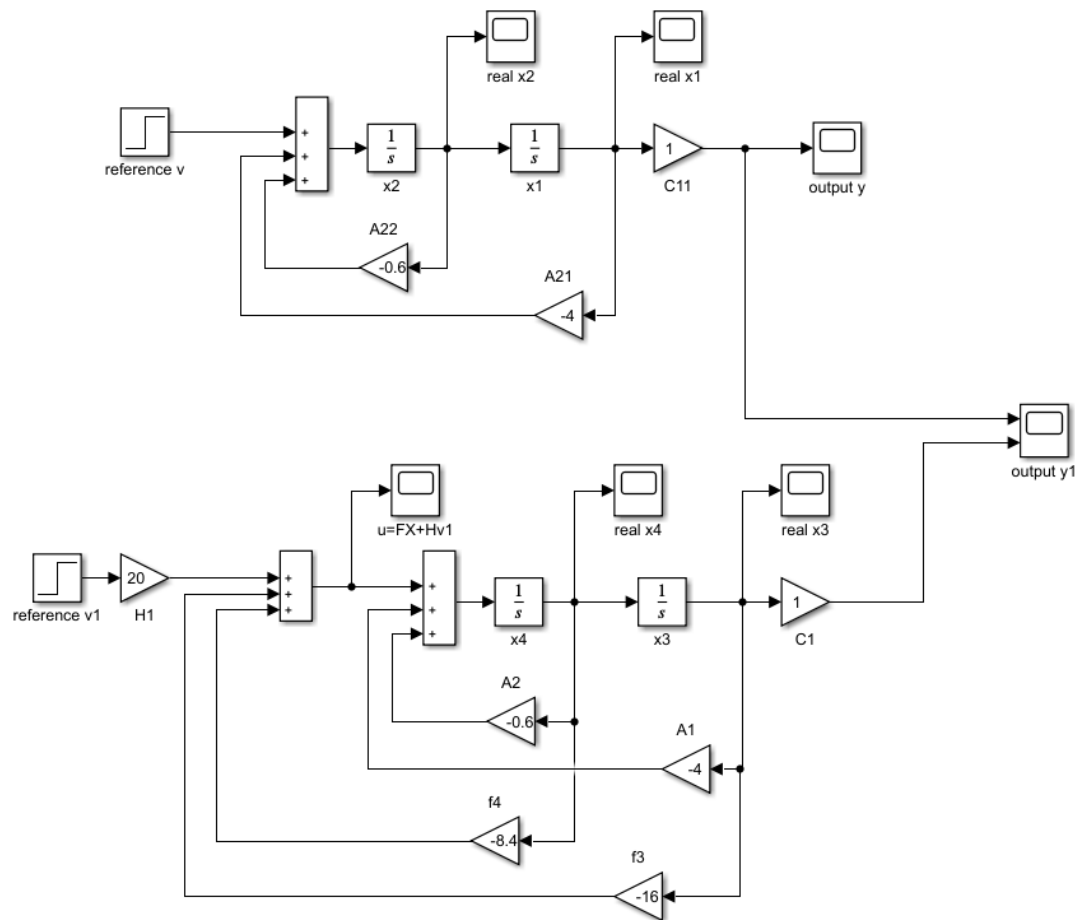 real x2
real x1
+
+
+
1
s
1
s
1
reference v
x2
x1
C11
output y
A22
-0.6
A21
-4
output y1
u=FX+Hv1
real x4
real x3
20
+
+
+
+
+
+
1
s
1
s
1
reference v1
H1
x4
x3
C1
A2
-0.6
A1
-4
f4
-8.4
f3
-16